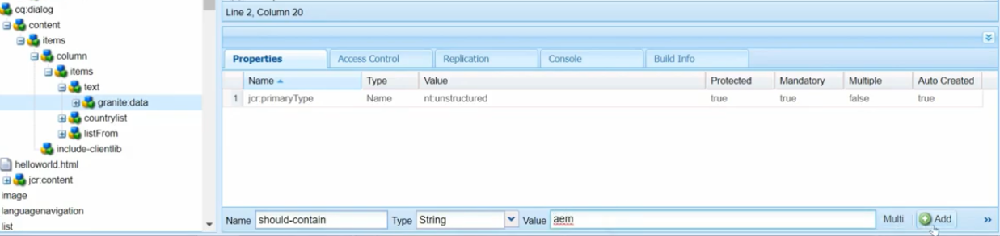 cq:dialog
content
items
column
items
text
granite:data
countrylist
listFrom
include-clientlib
helloworld.html
jcr:content
image
languagenavigation
list
Line 2, Column 20
Properties Access Control Replication Console Build Info
Name Type Value Protected Mandatory Multiple Auto Created
1 jcr:primaryType Name nt:unstructured true true false true
Name should-contain Type String Value aem Multi Add »